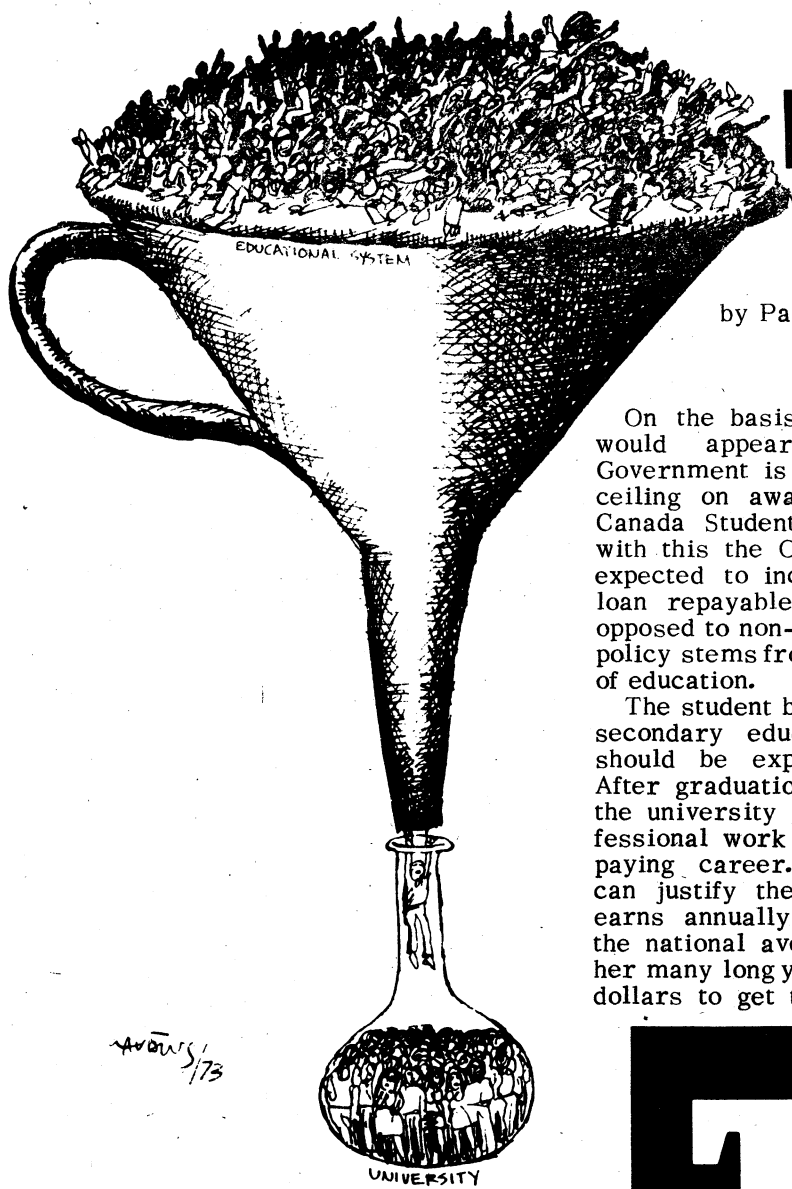 EDUCATIONAL SYSTEM
by Pa
On the basis
would appear
Government is
ceiling on awa
Canada Student
with this the O
expected to inc
loan repayable
opposed to non-
policy stems fro
of education.
The student b
secondary edu
should be exp
After graduatio
the university
fessional work
paying career.
can justify the
earns annually
the national ave
her many long y
dollars to get t
/73
UNIVERSITY